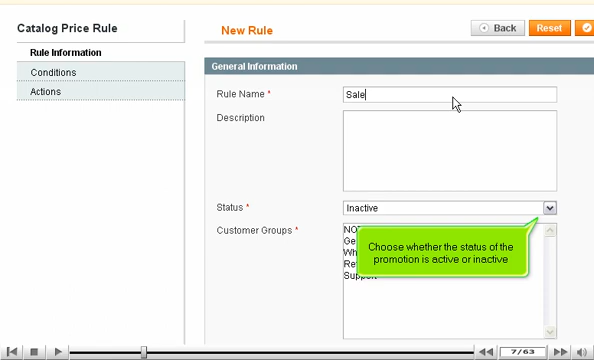 Catalog Price Rule
New Rule
Back
Reset
Rule Information
Conditions
Actions
General Information
Rule Name *
Sale
Description
Status *
Inactive
Customer Groups *
Choose whether the status of the
promotion is active or inactive
Support
7/63